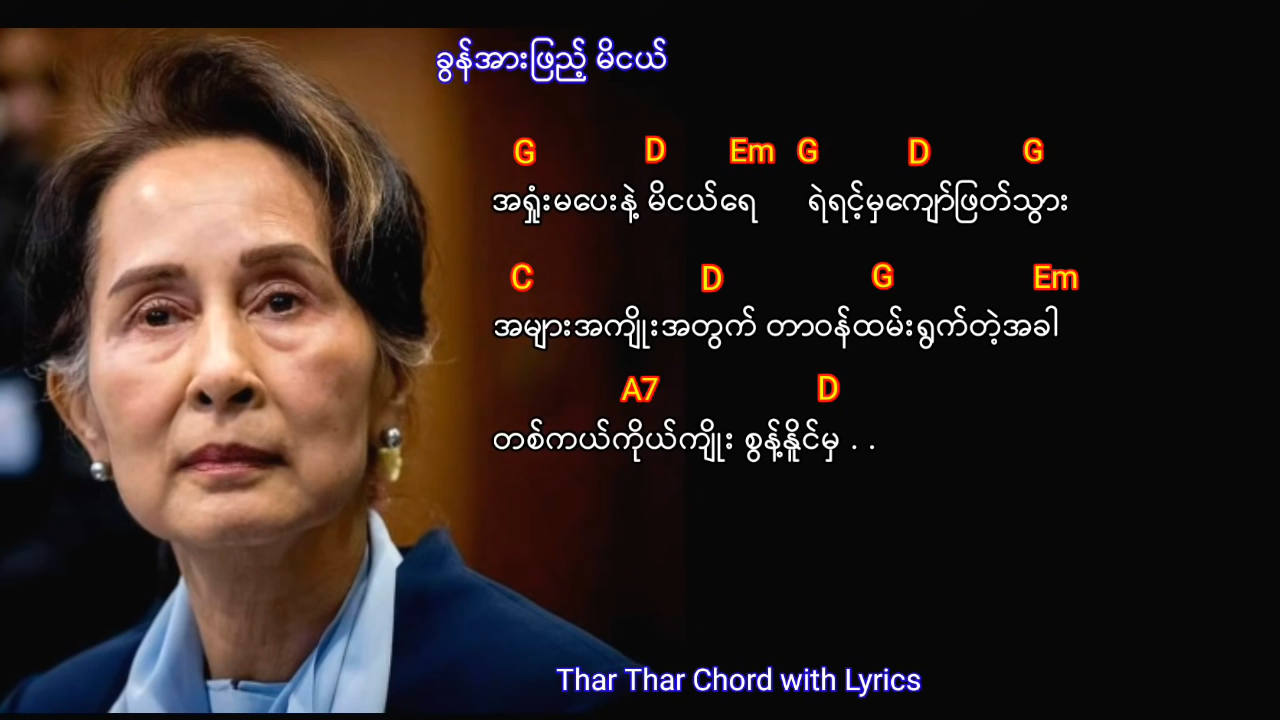 ခွန်အားဖြည့် မိငယ်
G D Em G D G
အရှုံးမပေးနဲ့ မိငယ်ရေ ရဲရင့်မှကျော်ဖြတ်သွား
C D G Em
အများအကျိုးအတွက် တာဝန်ထမ်းရွက်တဲ့အခါ
A7 D
တစ်ကယ်ကိုယ်ကျိုး စွန့်နိူင်မှ . .
Thar Thar Chord with Lyrics